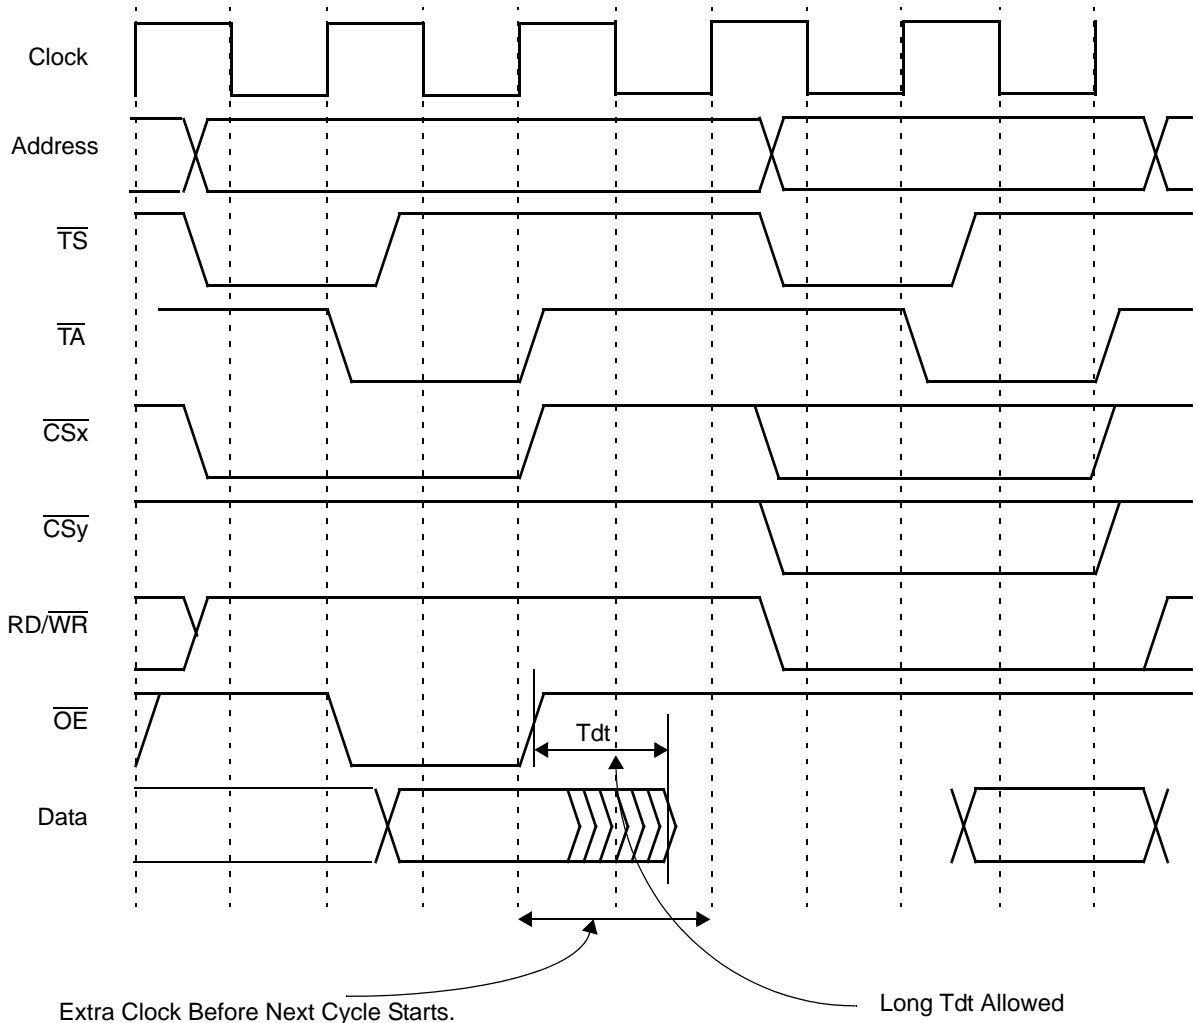 Clock
Address
TS
TA
CSx
CSy
RD/WR
OE
Tdt
Data
Extra Clock Before Next Cycle Starts.
Long Tdt Allowed